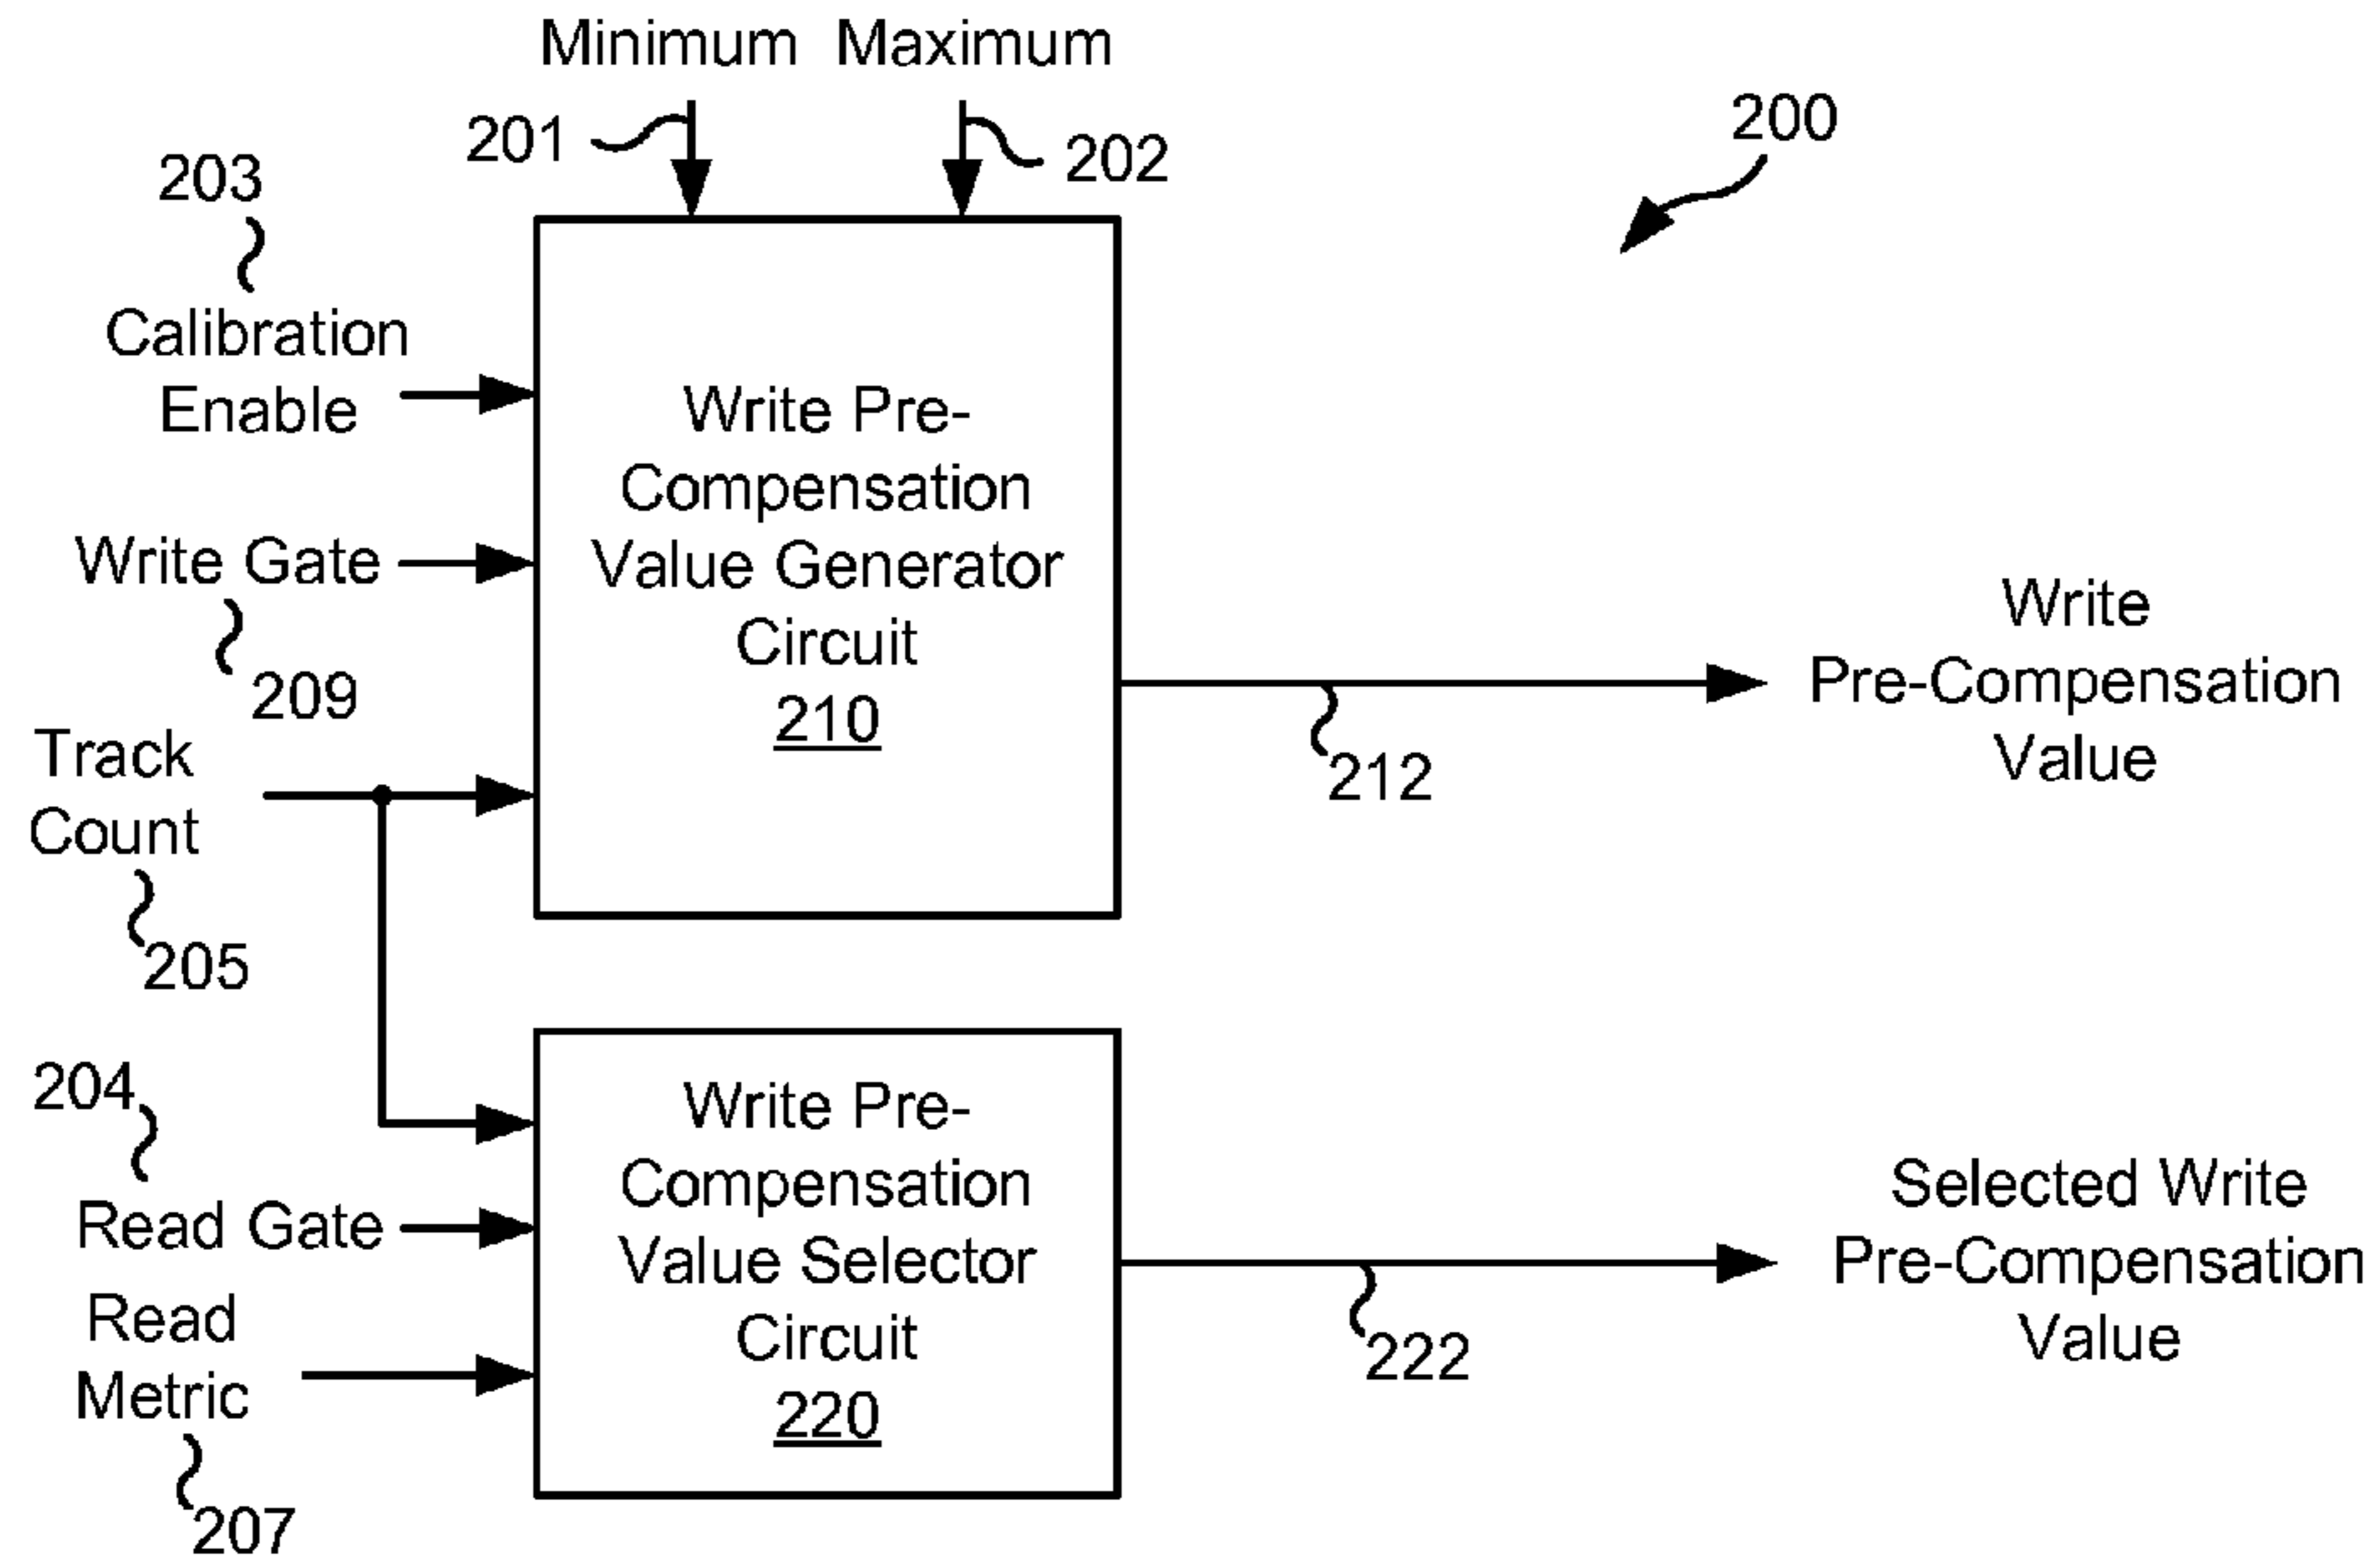 Minimum Maximum
201
202
200
203
Calibration
Enable
Write Gate
209
Track
Count
205
Write Pre-
Compensation
Value Generator
Circuit
210
212
Write
Pre-Compensation
Value
204
Read Gate
Read
Metric
207
Write Pre-
Compensation
Value Selector
Circuit
220
222
Selected Write
Pre-Compensation
Value